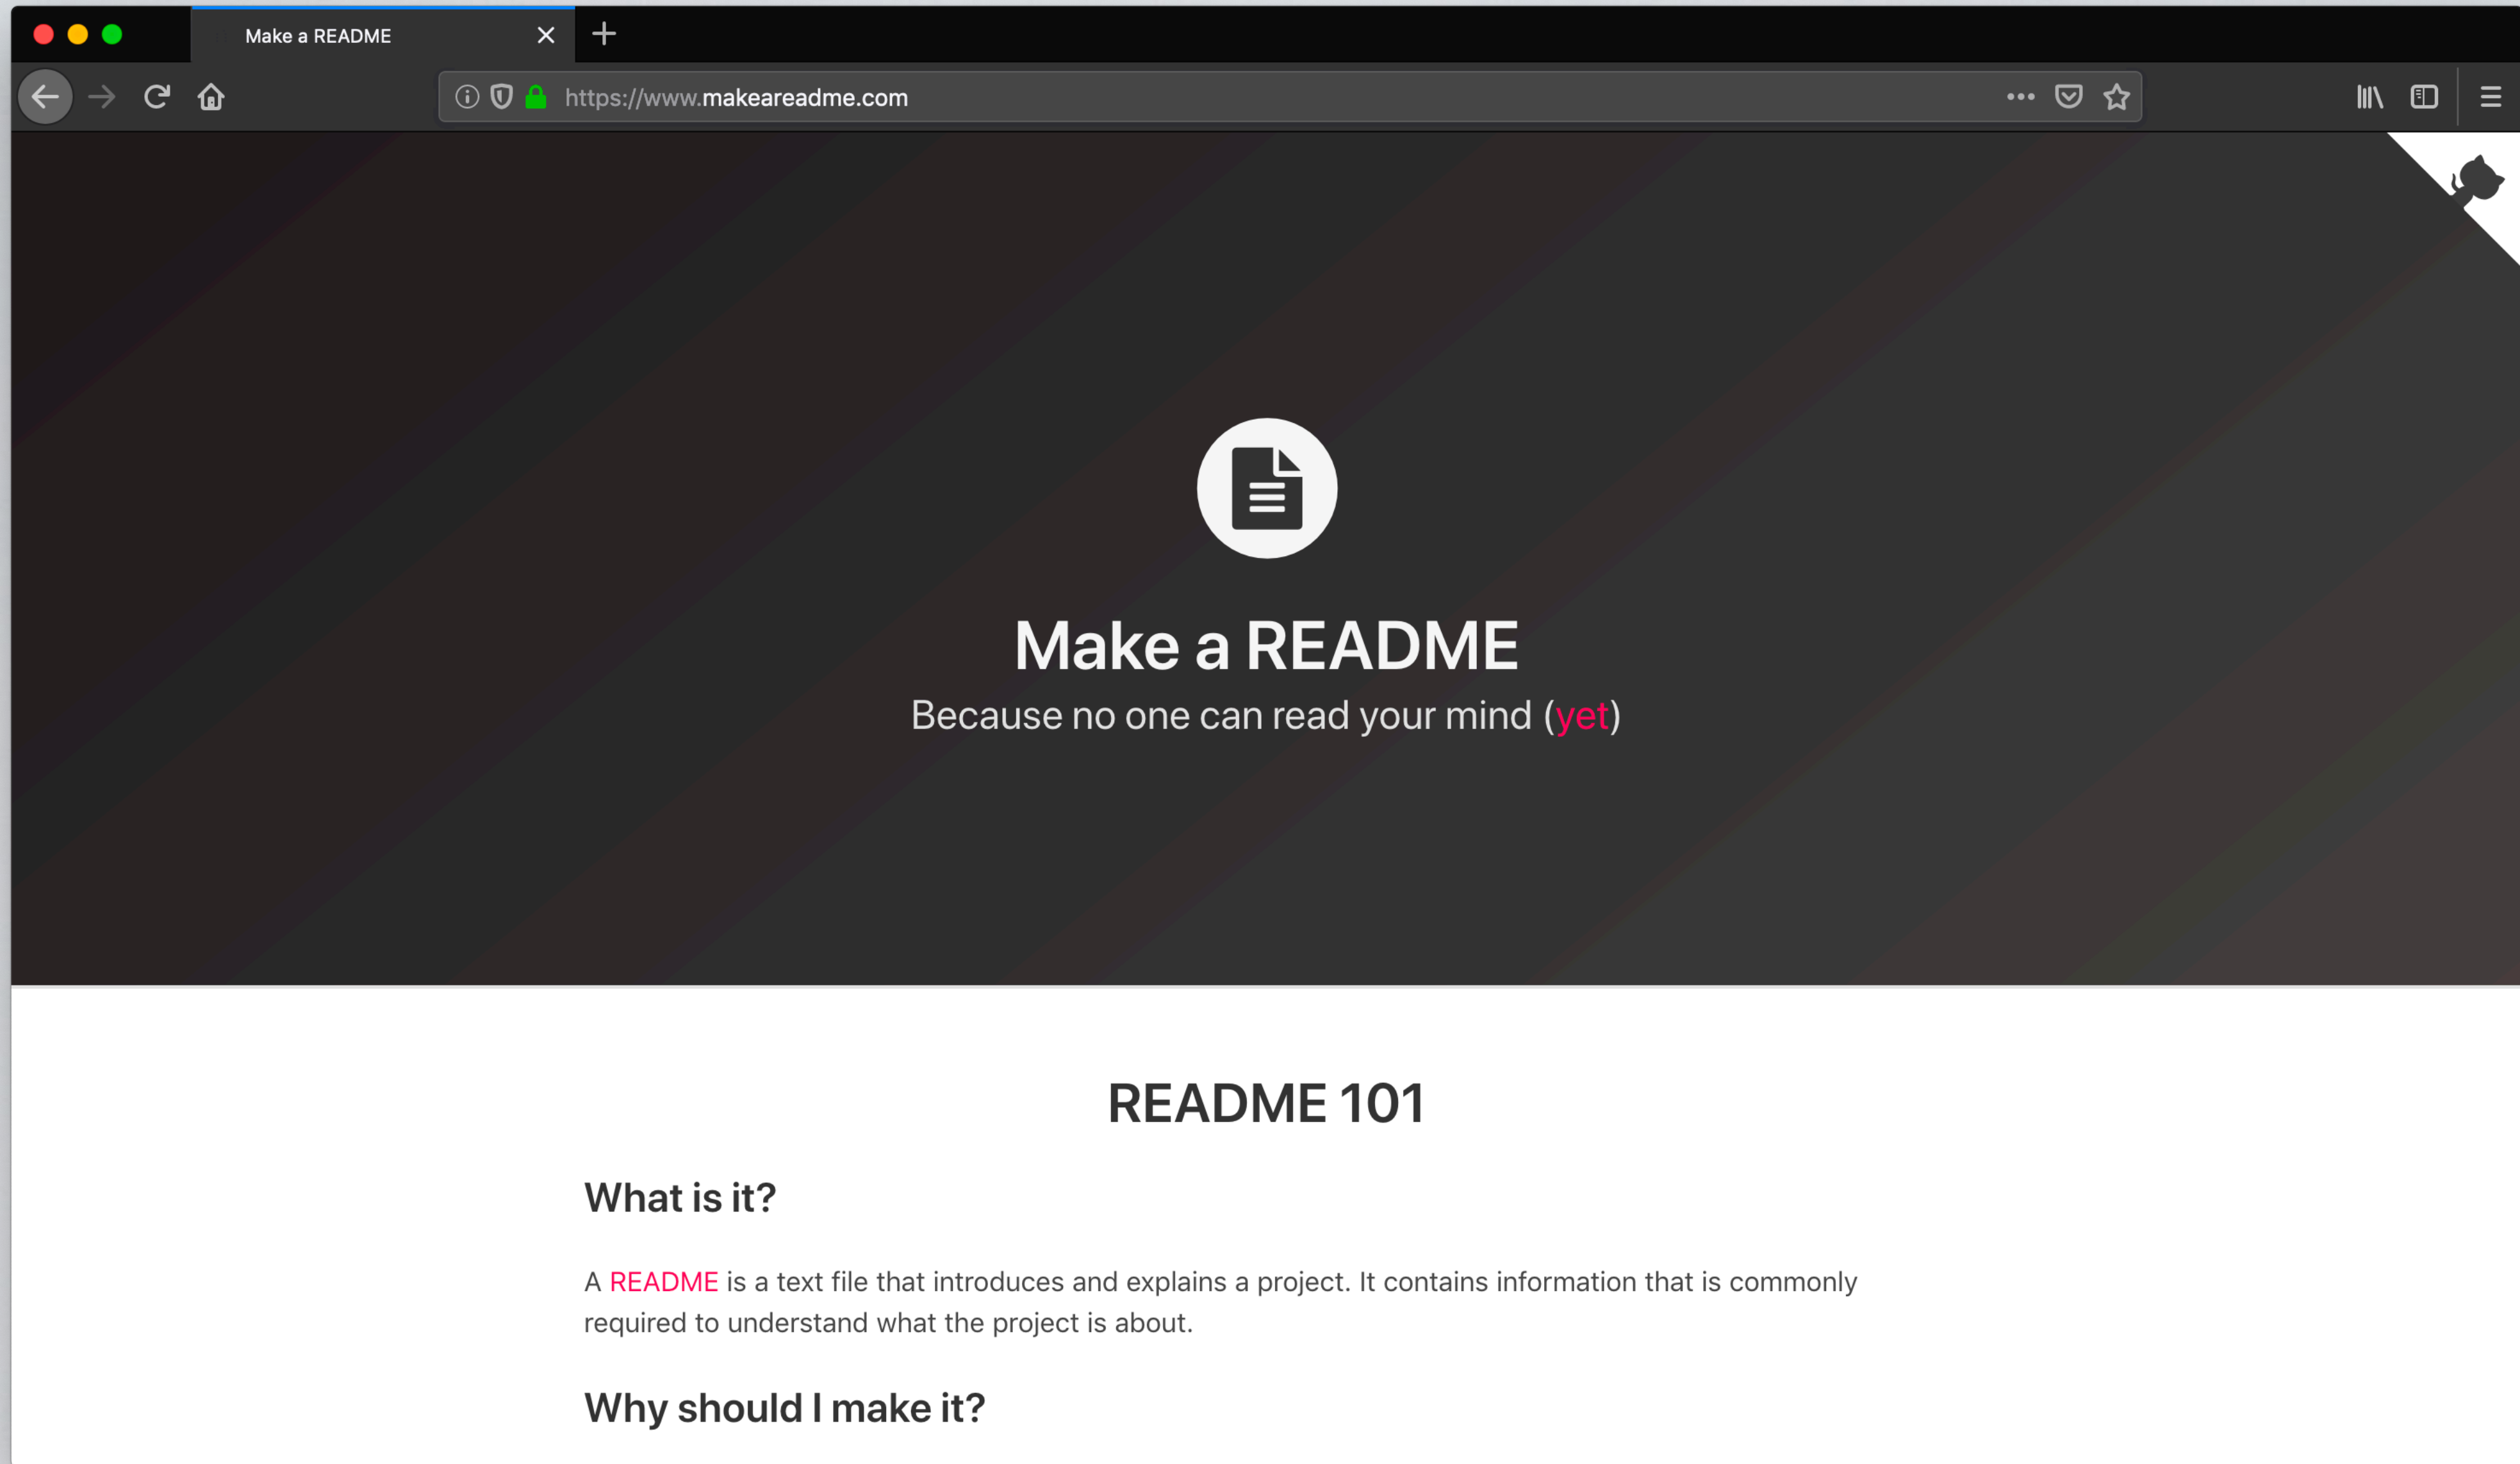 Make a README
https://www.makeareadme.com
Make a README
Because no one can read your mind (yet)
README 101
What is it?
A README is a text file that introduces and explains a project. It contains information that is commonly
required to understand what the project is about.
Why should I make it?